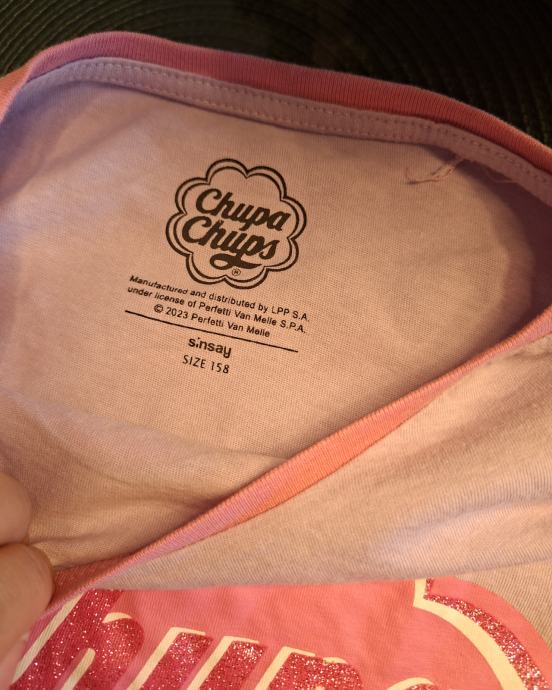 Chupa
Chups
®
Manufactured and distributed by LPP S.A.
under license of Perfetti Van Melle S.P.A.
© 2023 Perfetti Van Melle
sinsay
SIZE 158